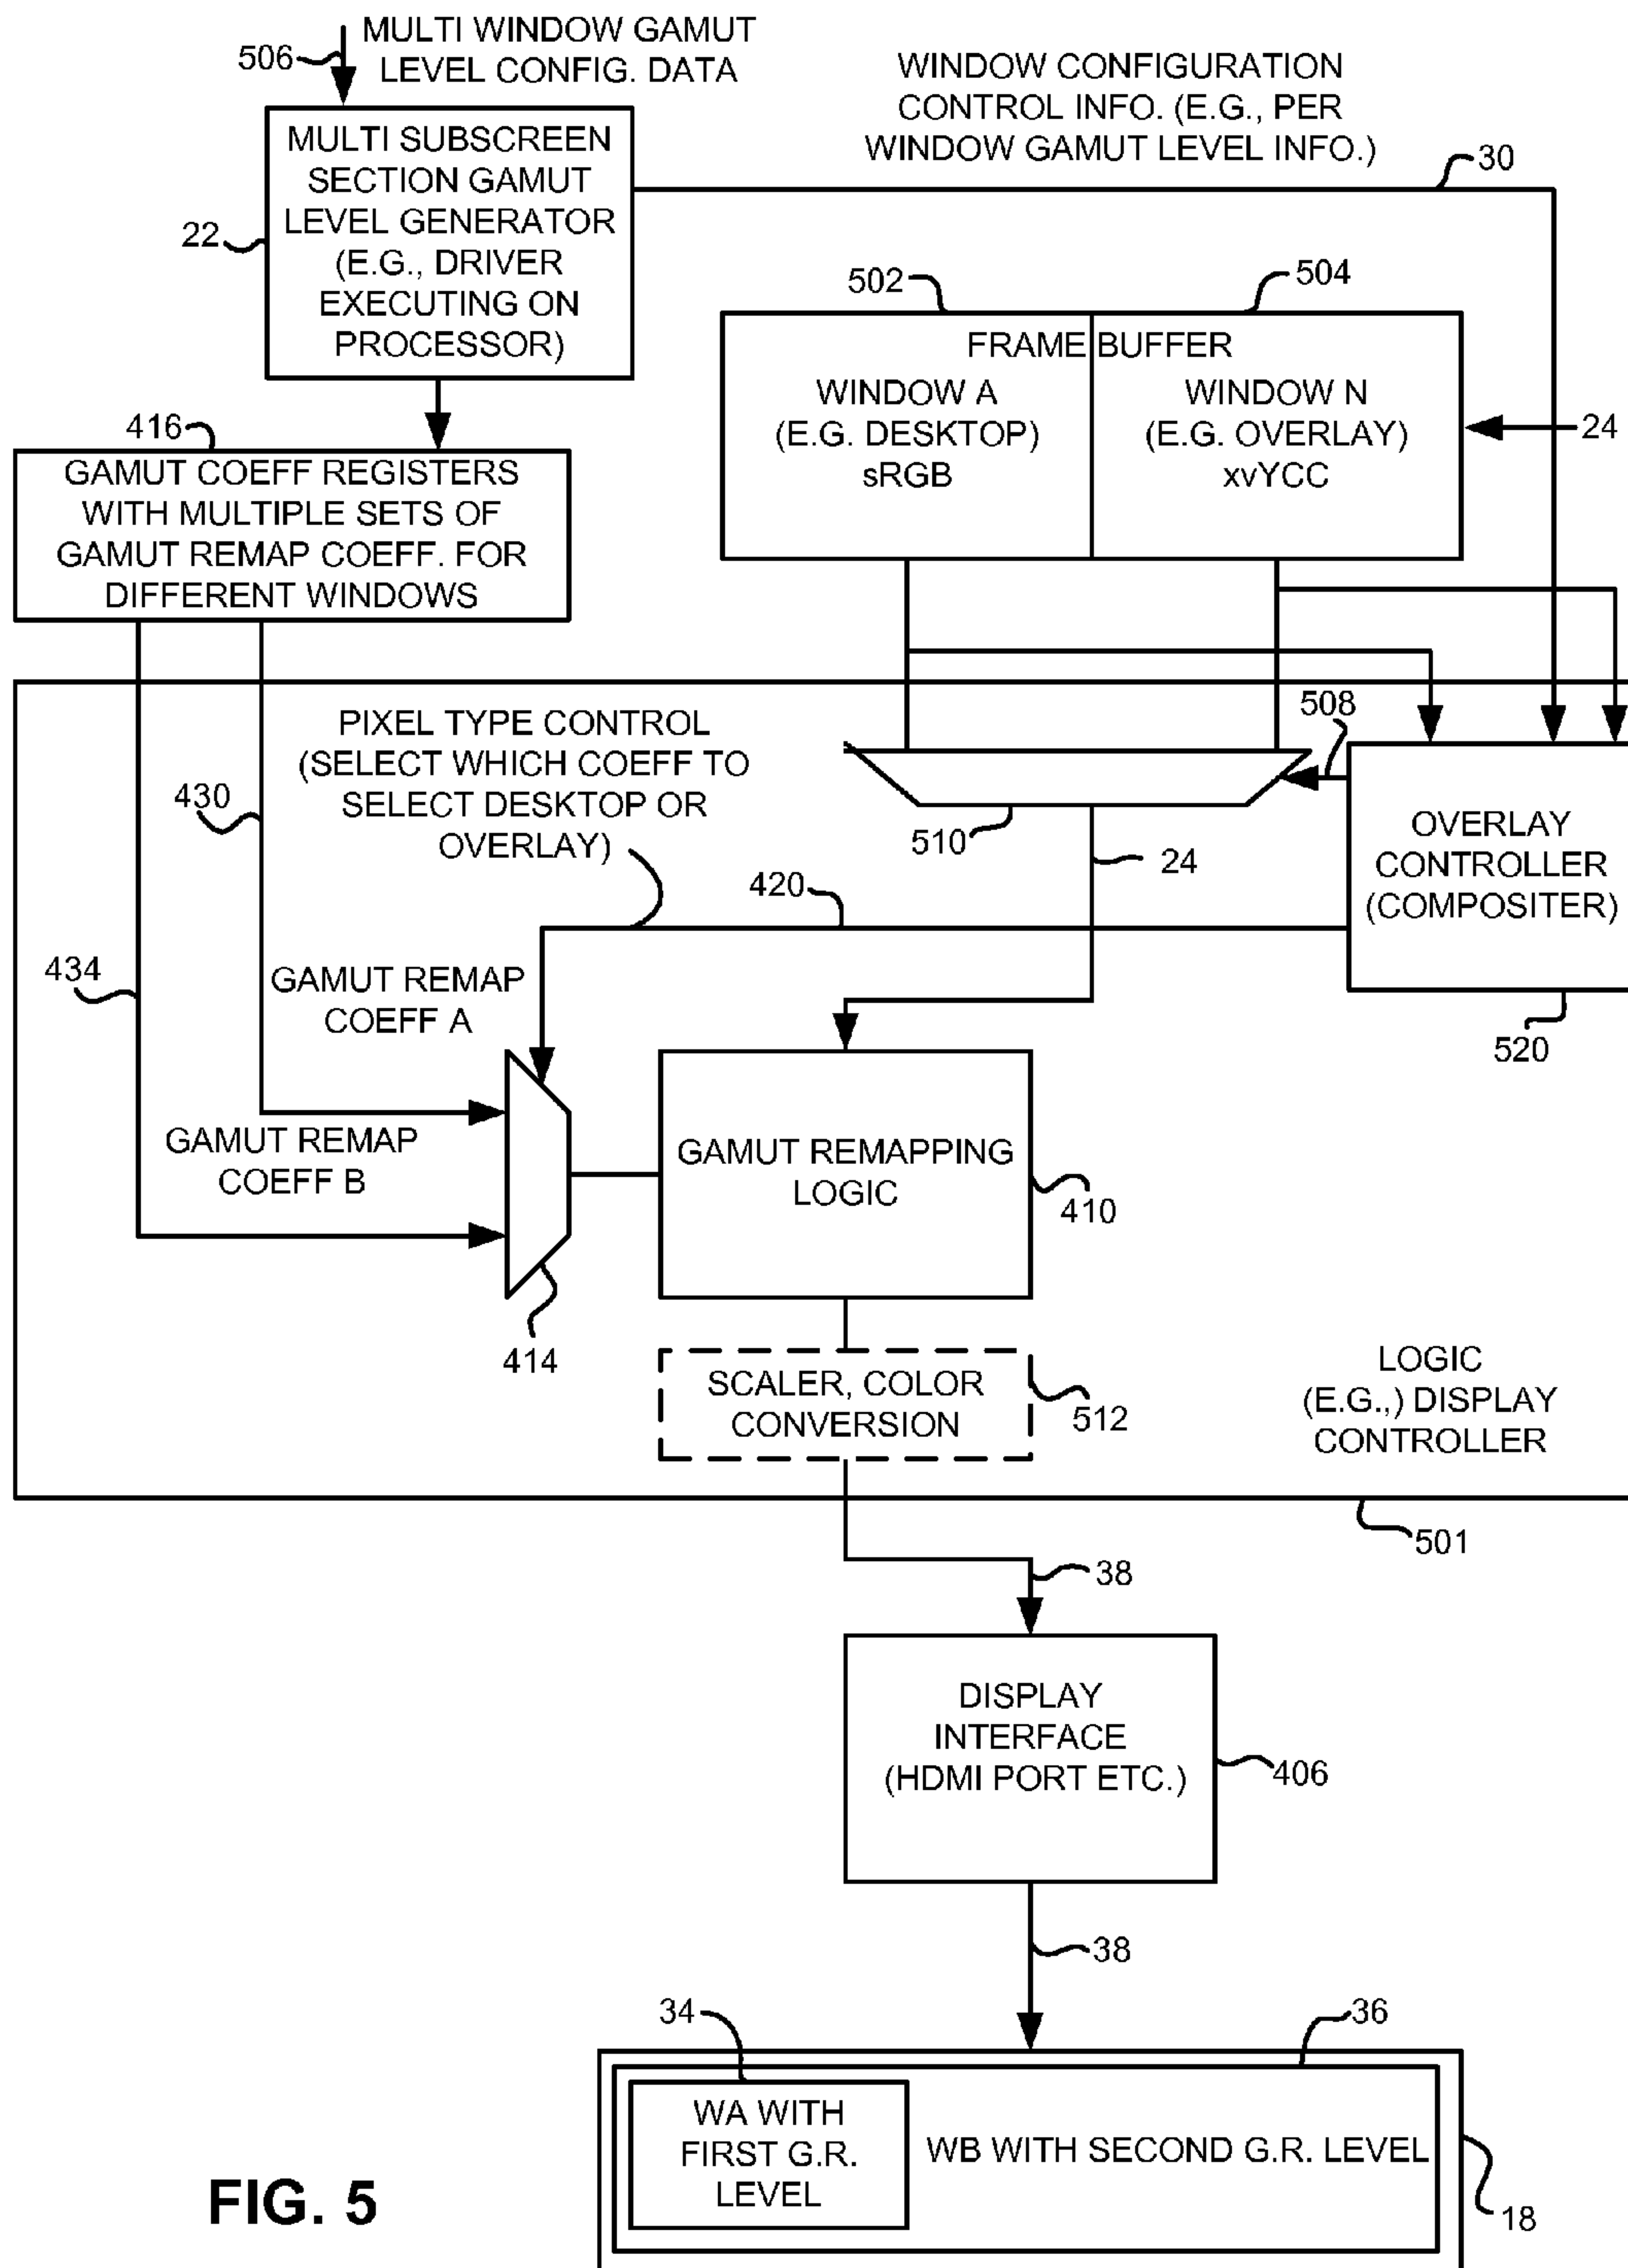 506
MULTI WINDOW GAMUT
LEVEL CONFIG. DATA
WINDOW CONFIGURATION
CONTROL INFO. (E.G., PER
WINDOW GAMUT LEVEL INFO.)
30
MULTI SUBSCREEN
SECTION GAMUT
LEVEL GENERATOR
(E.G., DRIVER
EXECUTING ON
PROCESSOR)
22
502
504
FRAME BUFFER
WINDOW A
(E.G. DESKTOP)
sRGB
WINDOW N
(E.G. OVERLAY)
xvYCC
24
416
GAMUT COEFF REGISTERS
WITH MULTIPLE SETS OF
GAMUT REMAP COEFF. FOR
DIFFERENT WINDOWS
PIXEL TYPE CONTROL
(SELECT WHICH COEFF TO
SELECT DESKTOP OR
OVERLAY)
430
508
510
24
OVERLAY
CONTROLLER
(COMPOSITER)
520
420
434
GAMUT REMAP
COEFF A
GAMUT REMAP
COEFF B
GAMUT REMAPPING
LOGIC
410
414
SCALER, COLOR
CONVERSION
512
LOGIC
(E.G.,) DISPLAY
CONTROLLER
501
38
DISPLAY
INTERFACE
(HDMI PORT ETC.)
406
38
34
36
WA WITH
FIRST G.R.
LEVEL
WB WITH SECOND G.R. LEVEL
18
FIG. 5